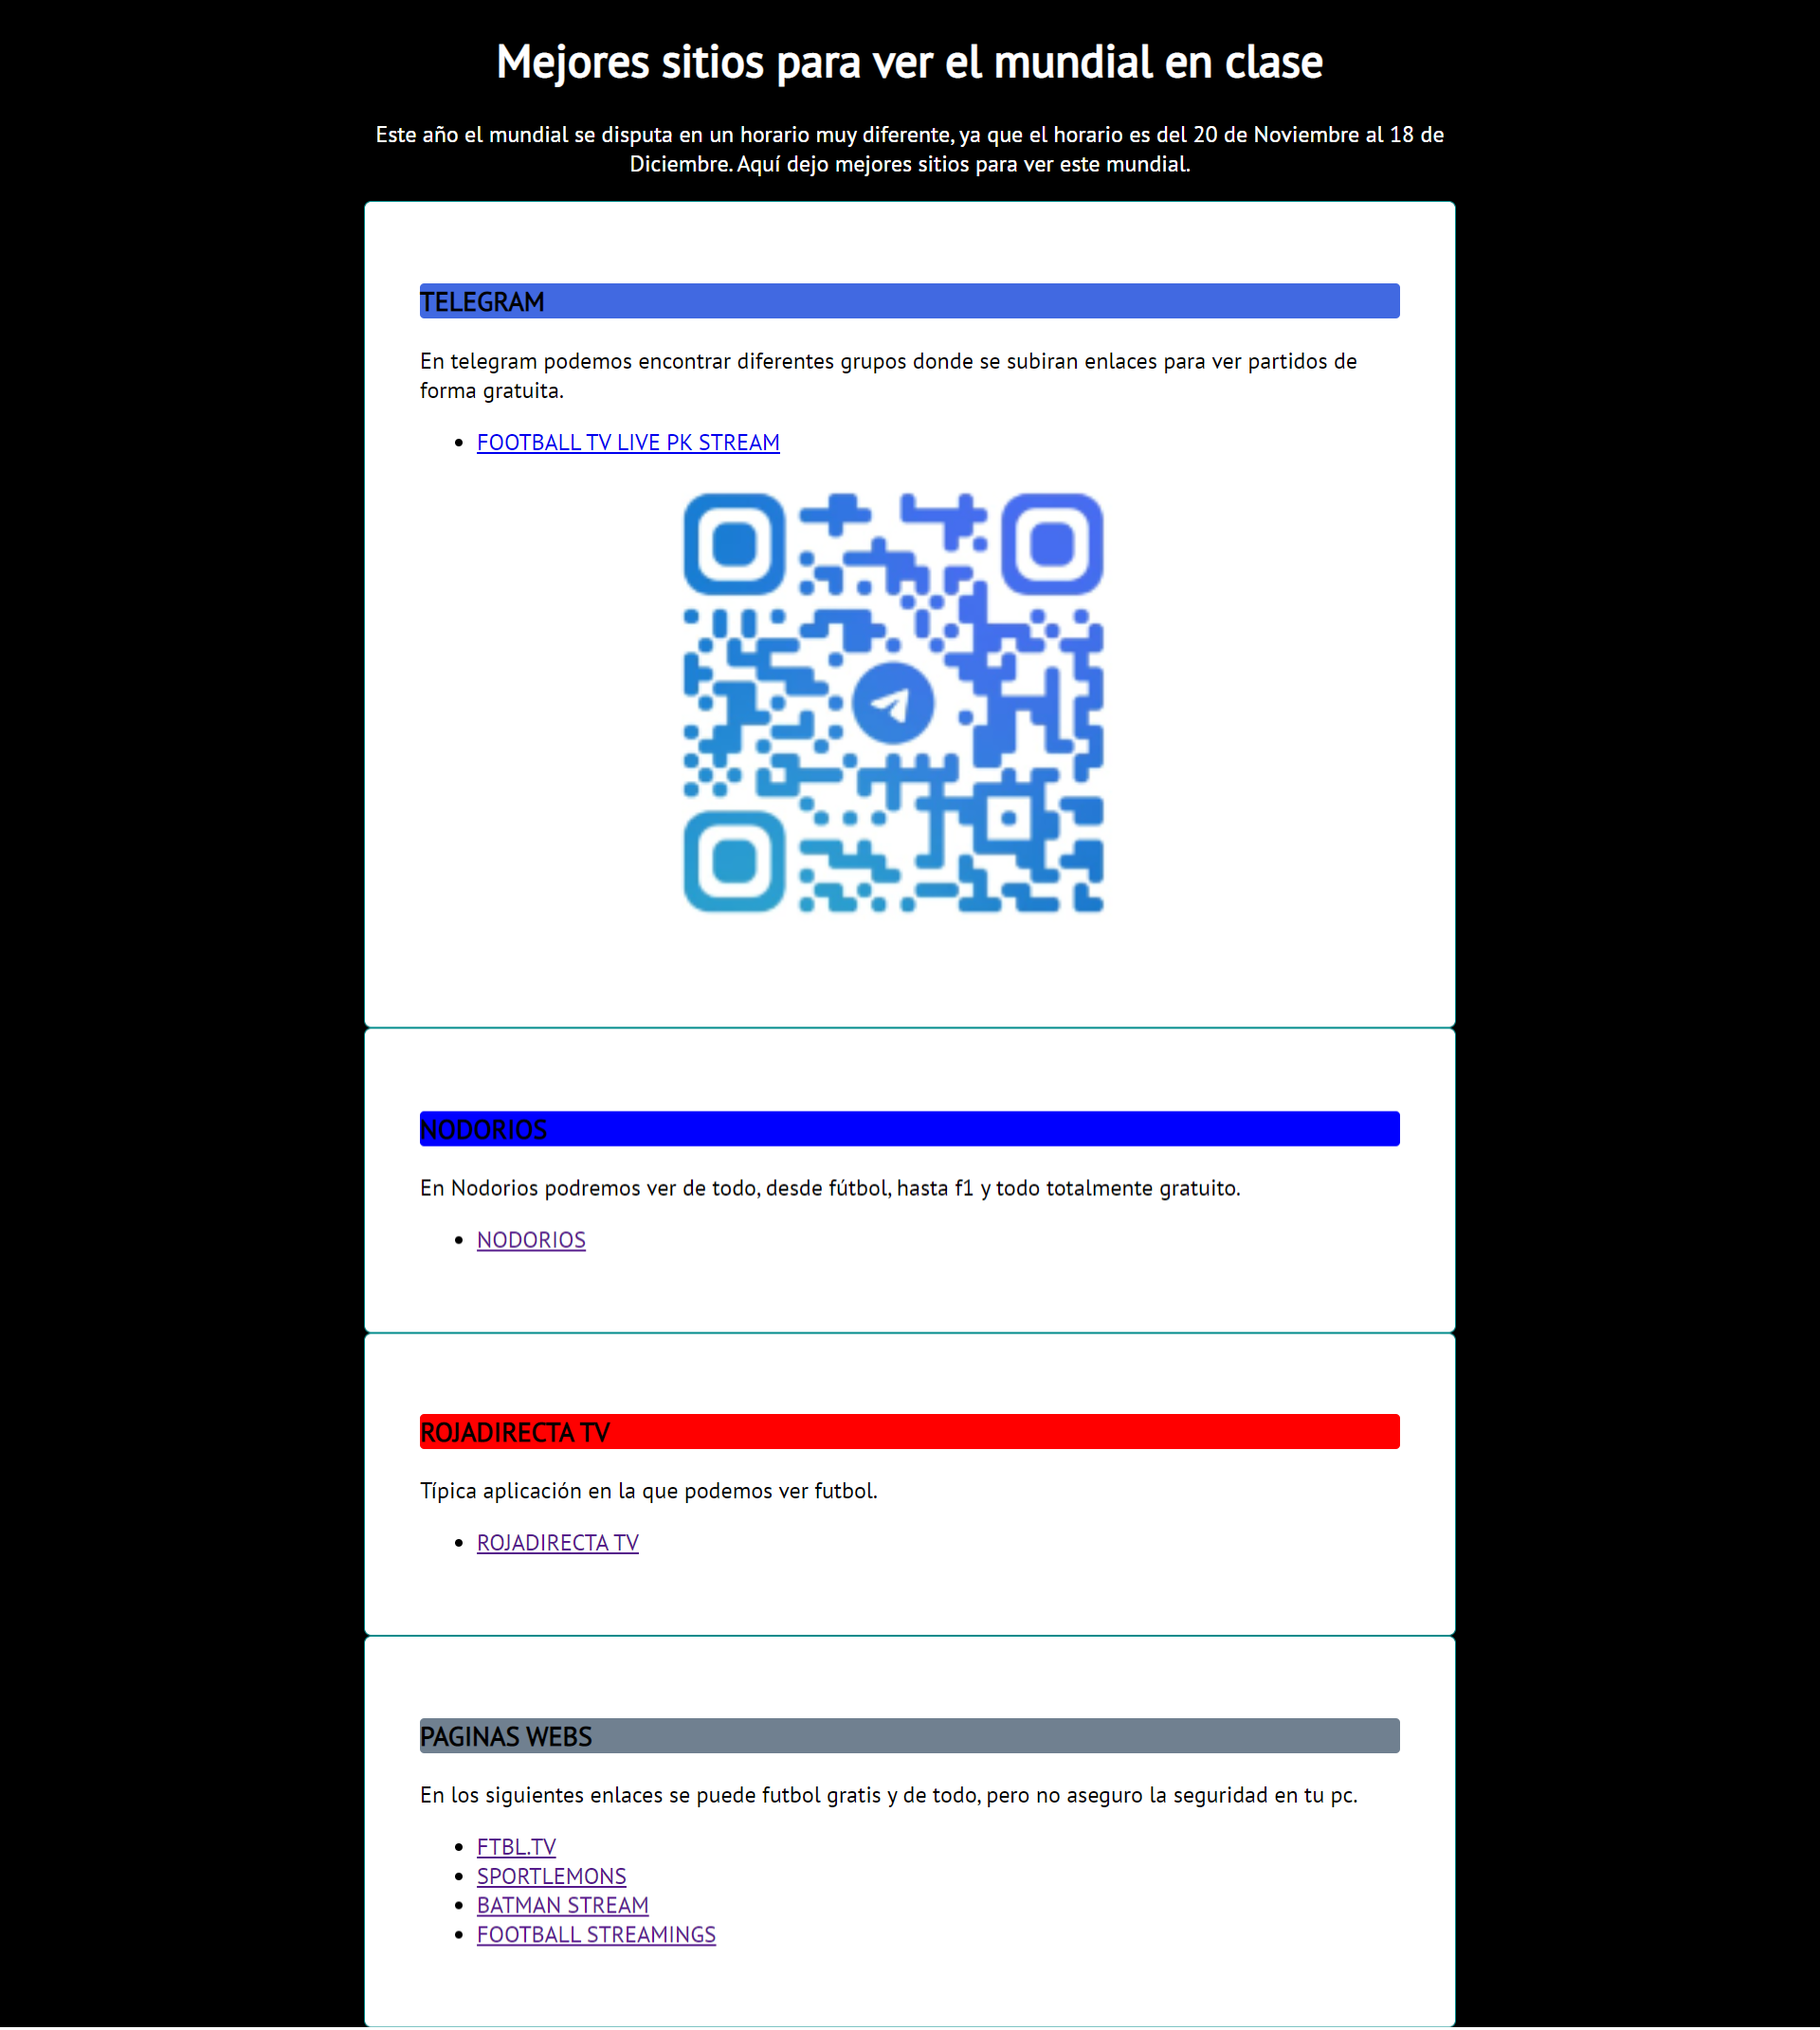 Mejores sitios para ver el mundial en clase
Este año el mundial se disputa en un horario muy diferente, ya que el horario es del 20 de Noviembre al 18 de
Diciembre. Aquí dejo mejores sitios para ver este mundial.
TELEGRAM
En telegram podemos encontrar diferentes grupos donde se subiran enlaces para ver partidos de
forma gratuita.
• FOOTBALL TV LIVE PK STREAM
NODORIOS
En Nodorios podremos ver de todo, desde fútbol, hasta f1 y todo totalmente gratuito.
• NODORIOS
ROJADIRECTA TV
Típica aplicación en la que podemos ver futbol.
• ROJADIRECTA TV
PAGINAS WEBS
En los siguientes enlaces se puede futbol gratis y de todo, pero no aseguro la seguridad en tu pc.
• FTBL.TV
• SPORTLEMONS
• BATMAN STREAM
• FOOTBALL STREAMINGS